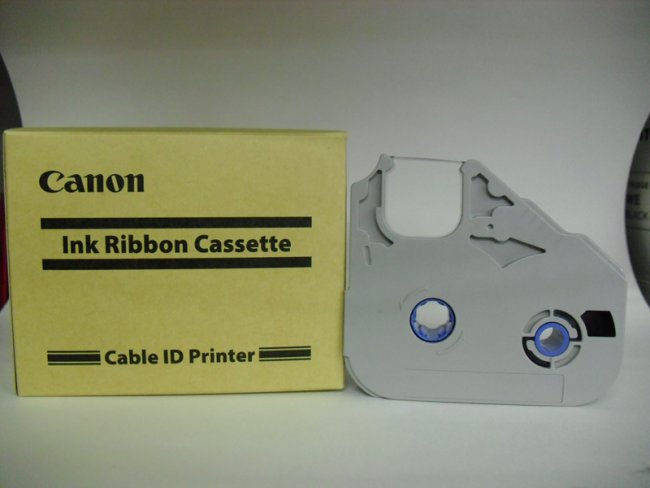 Canon
Ink Ribbon Cassette
Cable ID Printer